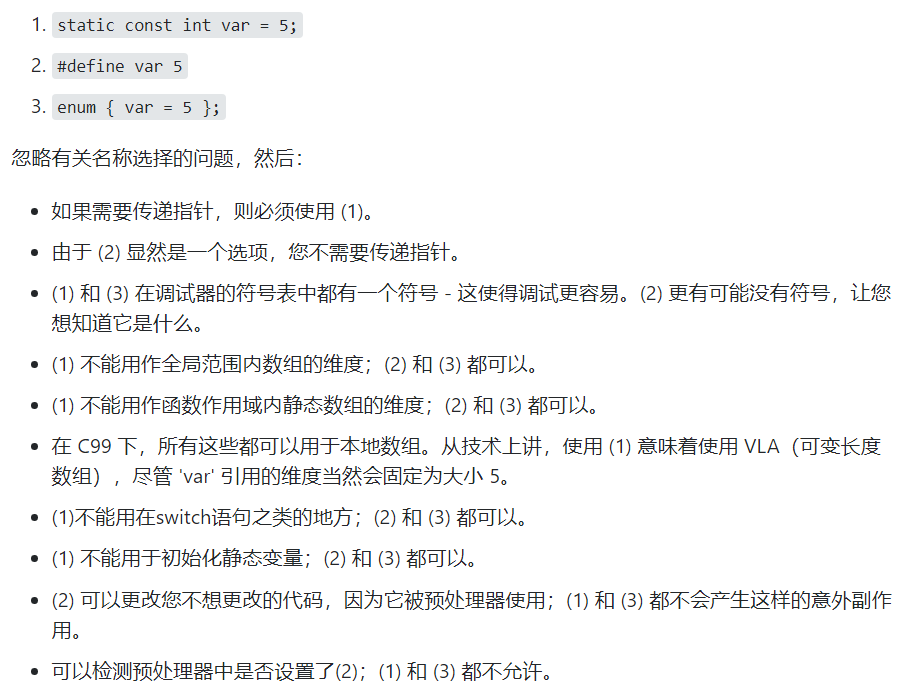 1. static const int var = 5;
2. #define var 5
3. enum { var = 5 };
忽略有关名称选择的问题，然后：
• 如果需要传递指针，则必须使用 (1)。
• 由于 (2) 显然是一个选项，您不需要传递指针。
• (1) 和 (3) 在调试器的符号表中都有一个符号 - 这使得调试更容易。(2) 更有可能没有符号，让您
想知道它是什么。
• (1) 不能用作全局范围内数组的维度；(2) 和 (3) 都可以。
• (1) 不能用作函数作用域内静态数组的维度；(2) 和 (3) 都可以。
• 在 C99 下，所有这些都可以用于本地数组。从技术上讲，使用 (1) 意味着使用 VLA（可变长度
数组），尽管 'var' 引用的维度当然会固定为大小 5。
• (1)不能用在switch语句之类的地方；(2) 和 (3) 都可以。
• (1) 不能用于初始化静态变量；(2) 和 (3) 都可以。
• (2) 可以更改您不想更改的代码，因为它被预处理器使用；(1) 和 (3) 都不会产生这样的意外副作
用。
• 可以检测预处理器中是否设置了(2)；(1) 和 (3) 都不允许。